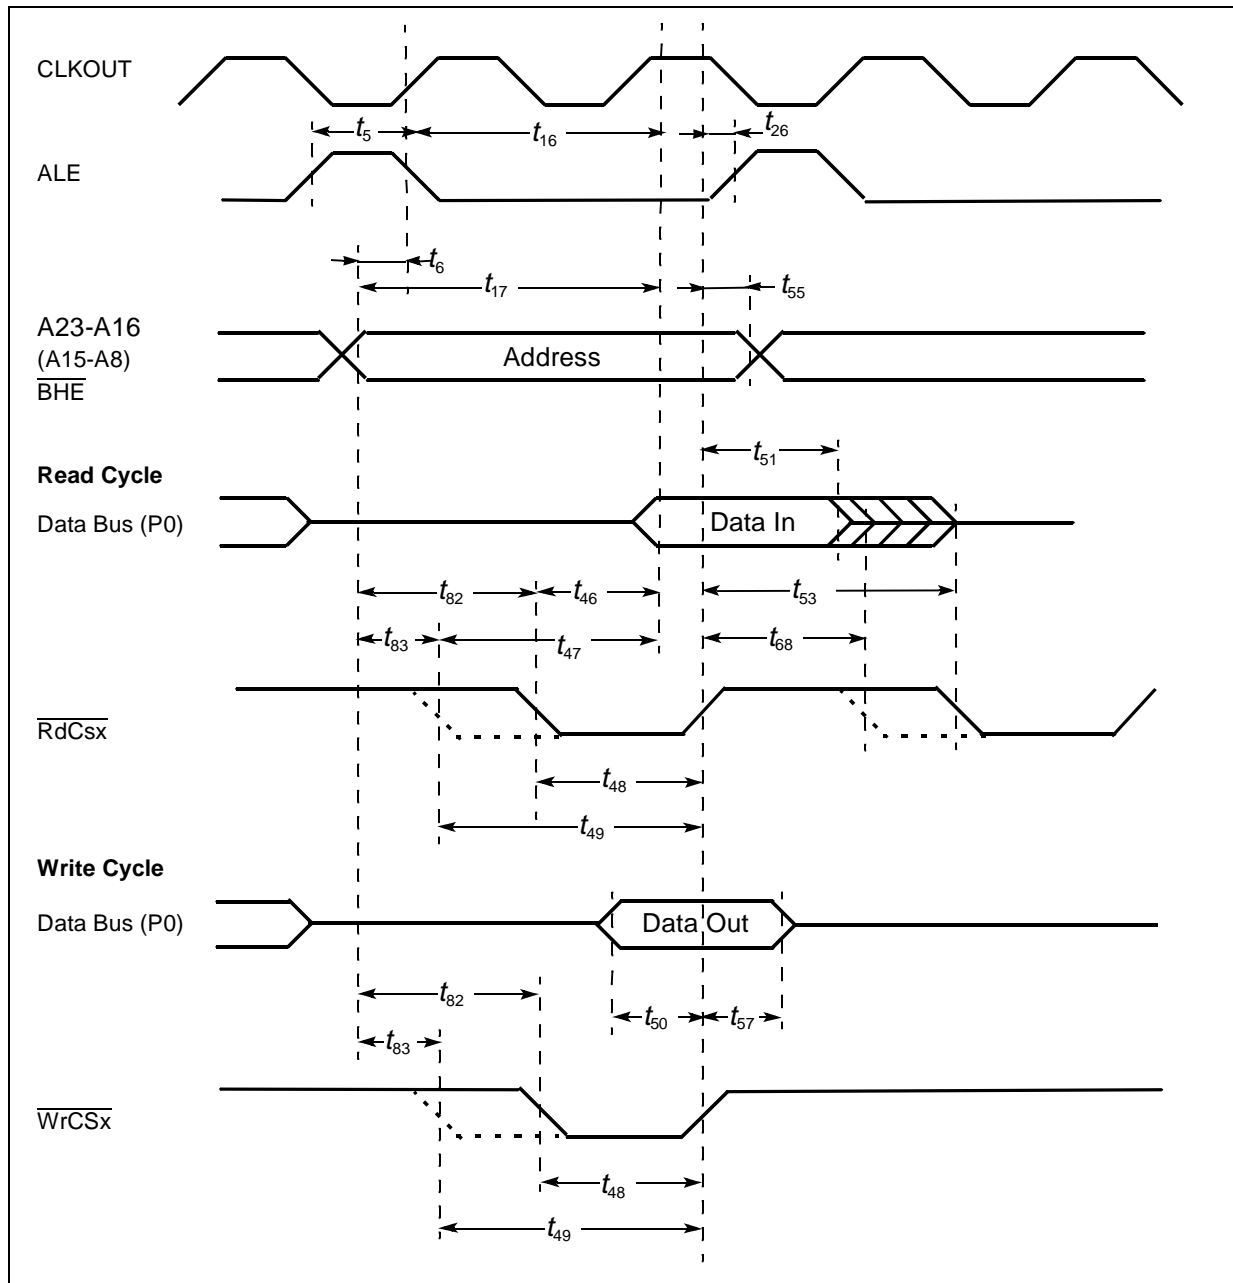 CLKOUT
t5
t16
t26
ALE
t6
t17
t55
A23-A16
(A15-A8)
BHE
Address
t51
Read Cycle
Data Bus (P0)
Data In
t82
t46
t53
t83
t47
t68
RdCsx
t48
t49
Write Cycle
Data Bus (P0)
Data Out
t82
t50
t57
t83
WrCSx
t48
t49